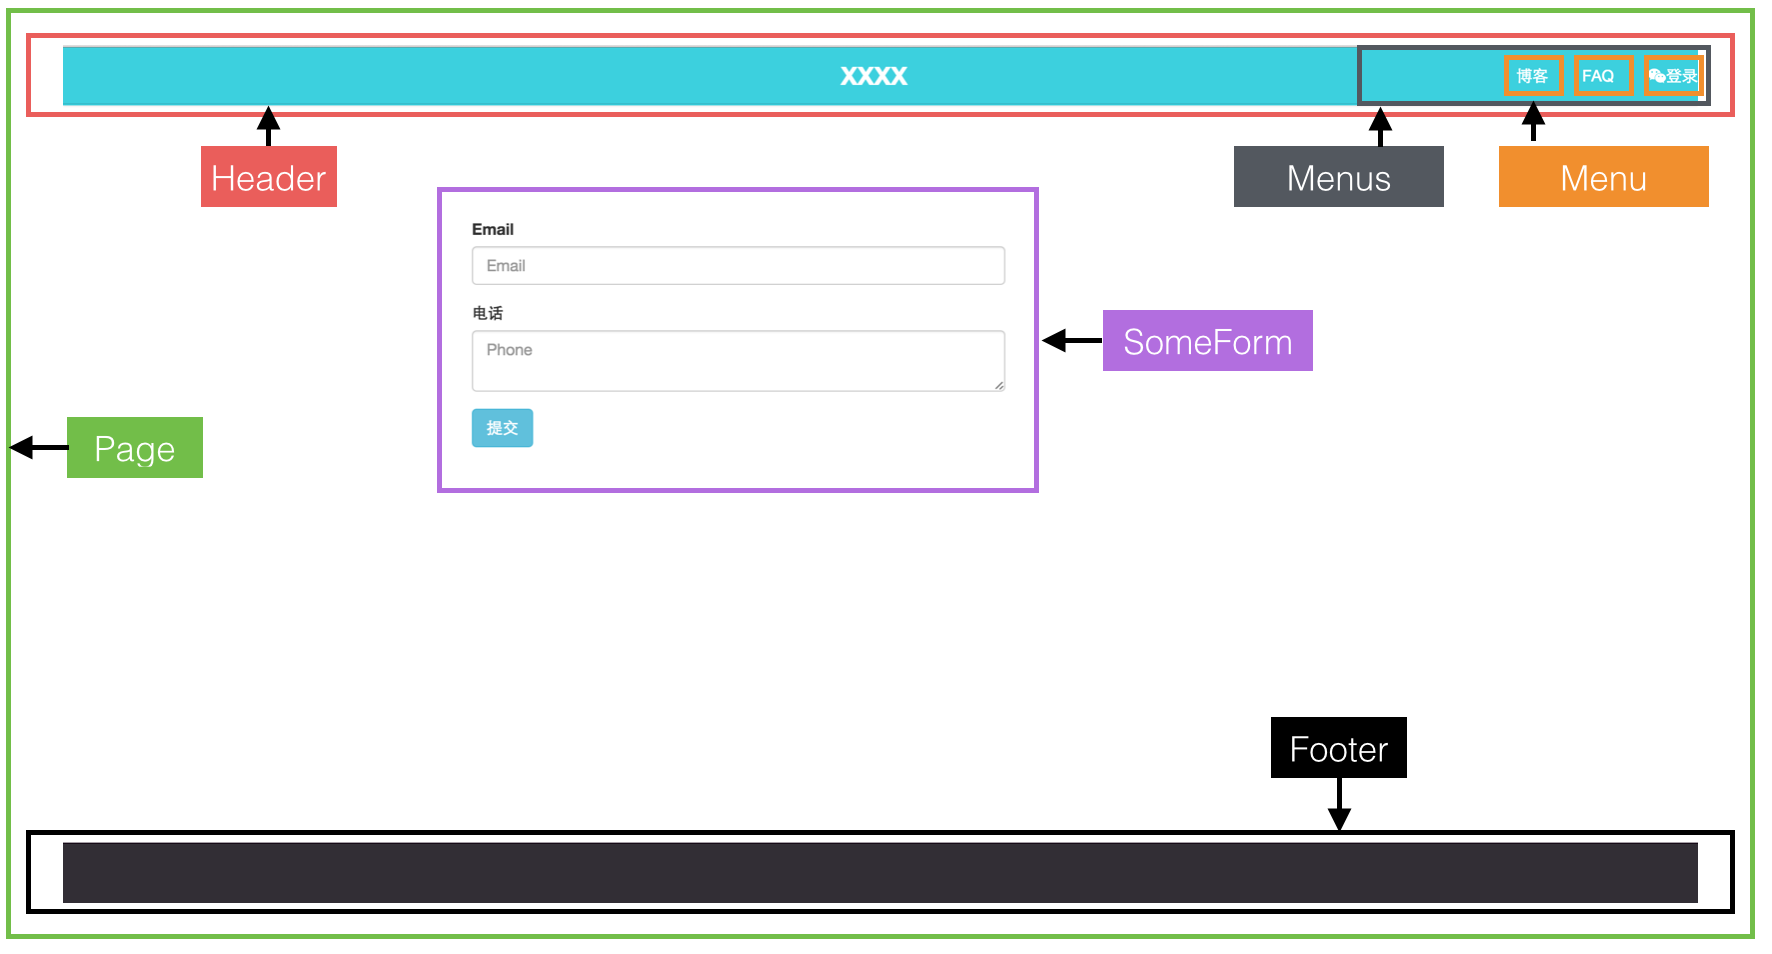 XXXX
博客
FAQ
登录
Header
Menus
Menu
Email
Email
电话
Phone
SomeForm
提交
Page
Footer